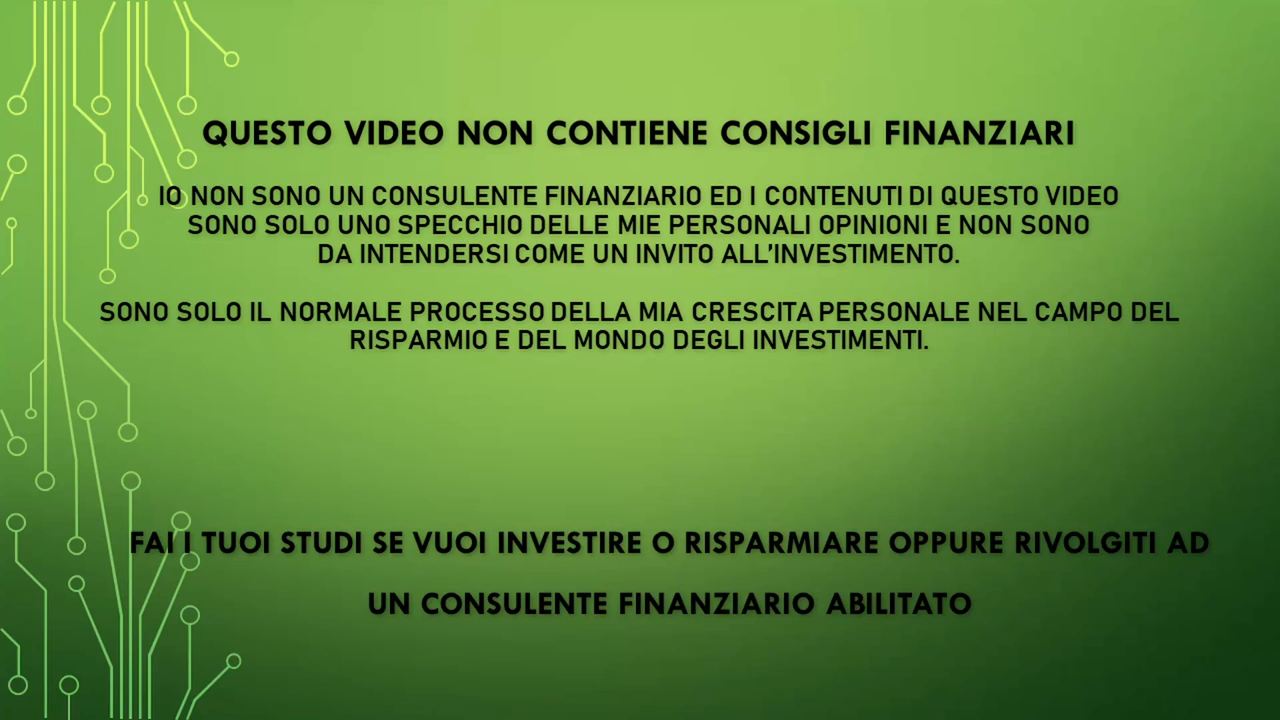 QUESTO VIDEO NON CONTIENE CONSIGLI FINANZIARI
IO NON SONO UN CONSULENTE FINANZIARIO ED I CONTENUTI DI QUESTO VIDEO
SONO SOLO UNO SPECCHIO DELLE MIE PERSONALI OPINIONI E NON SONO
DA INTENDERSI COME UN INVITO ALL'INVESTIMENTO.
SONO SOLO IL NORMALE PROCESSO DELLA MIA CRESCITA PERSONALE NEL CAMPO DEL
RISPARMIO E DEL MONDO DEGLI INVESTIMENTI.
FAI I TUOI STUDI SE VUOI INVESTIRE O RISPARMIARE OPPURE RIVOLGITI AD
UN CONSULENTE FINANZIARIO ABILITATO